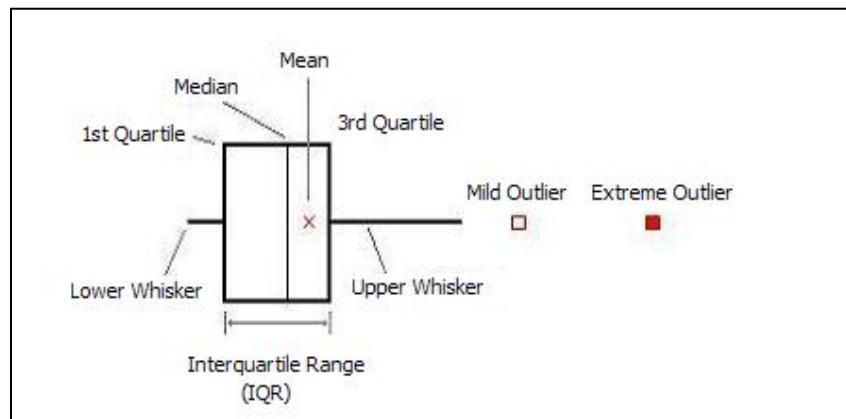 Mean
Median
1st Quartile
3rd Quartile
Mild Outlier
Extreme Outlier
Lower Whisker
Upper Whisker
Interquartile Range
(IQR)